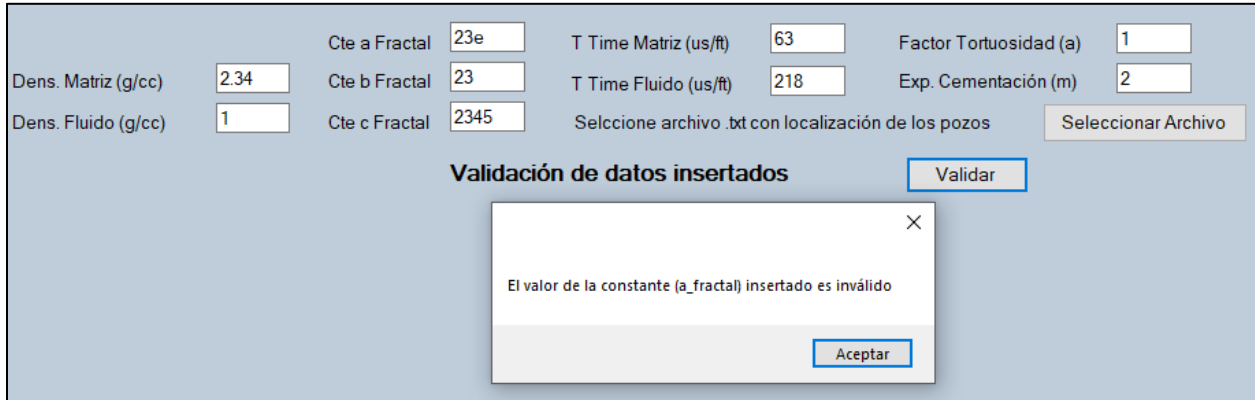 Cte a Fractal 23e T Time Matriz (us/ft) 63 Factor Tortuosidad (a) 1
Dens. Matriz (g/cc) 2.34 Cte b Fractal 23 T Time Fluido (us/ft) 218 Exp. Cementación (m) 2
Dens. Fluido (g/cc) 1 Cte c Fractal 2345 Selccione archivo .txt con localización de los pozos Seleccionar Archivo
Validación de datos insertados Validar
El valor de la constante (a_fractal) insertado es inválido
Aceptar